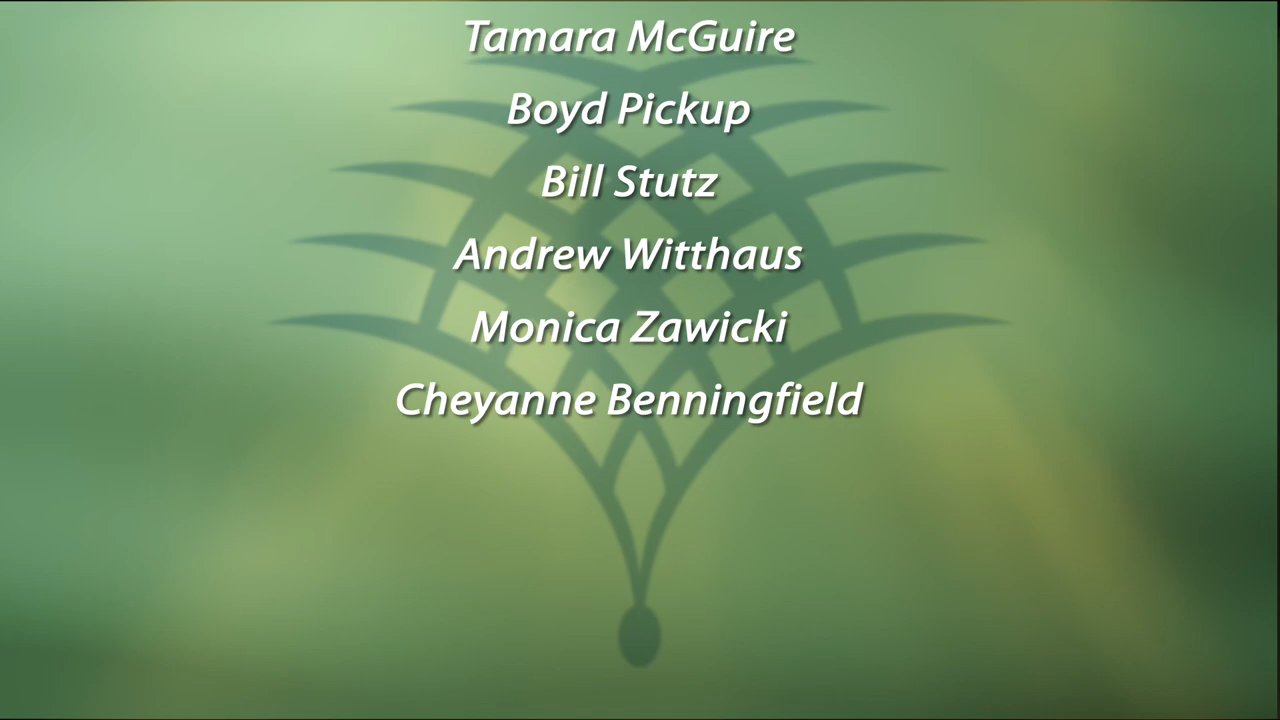 Tamara McGuire
Boyd Pickup
Bill Stutz
Andrew Witthaus
Monica Zawicki
Cheyanne Benningfield